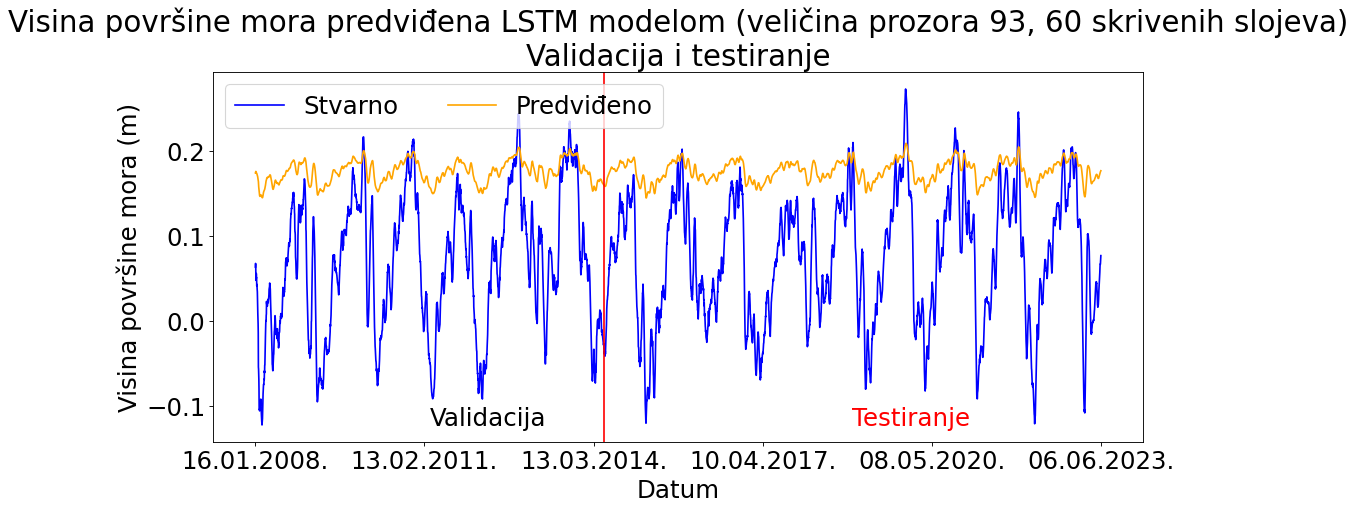 Visina površine mora predviđena LSTM modelom (veličina prozora 93, 60 skrivenih slojeva)
Validacija i testiranje
Stvarno
Predviđeno
Visina površine mora (m)
0.2
0.1
0.0
−0.1
Validacija
Testiranje
16.01.2008.
13.02.2011.
13.03.2014.
10.04.2017.
08.05.2020.
06.06.2023.
Datum